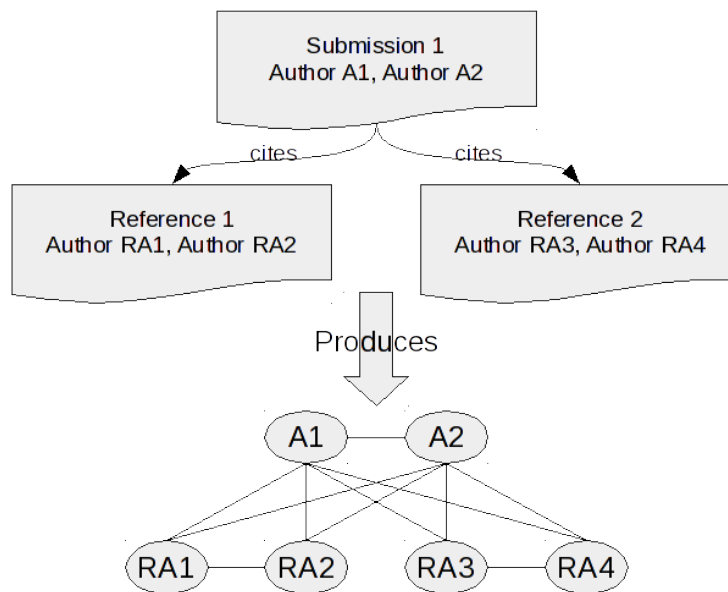 Submission 1
Author A1, Author A2
cites
cites
Reference 1
Author RA1, Author RA2
Reference 2
Author RA3, Author RA4
Produces
A1
A2
RA1
RA2
RA3
RA4